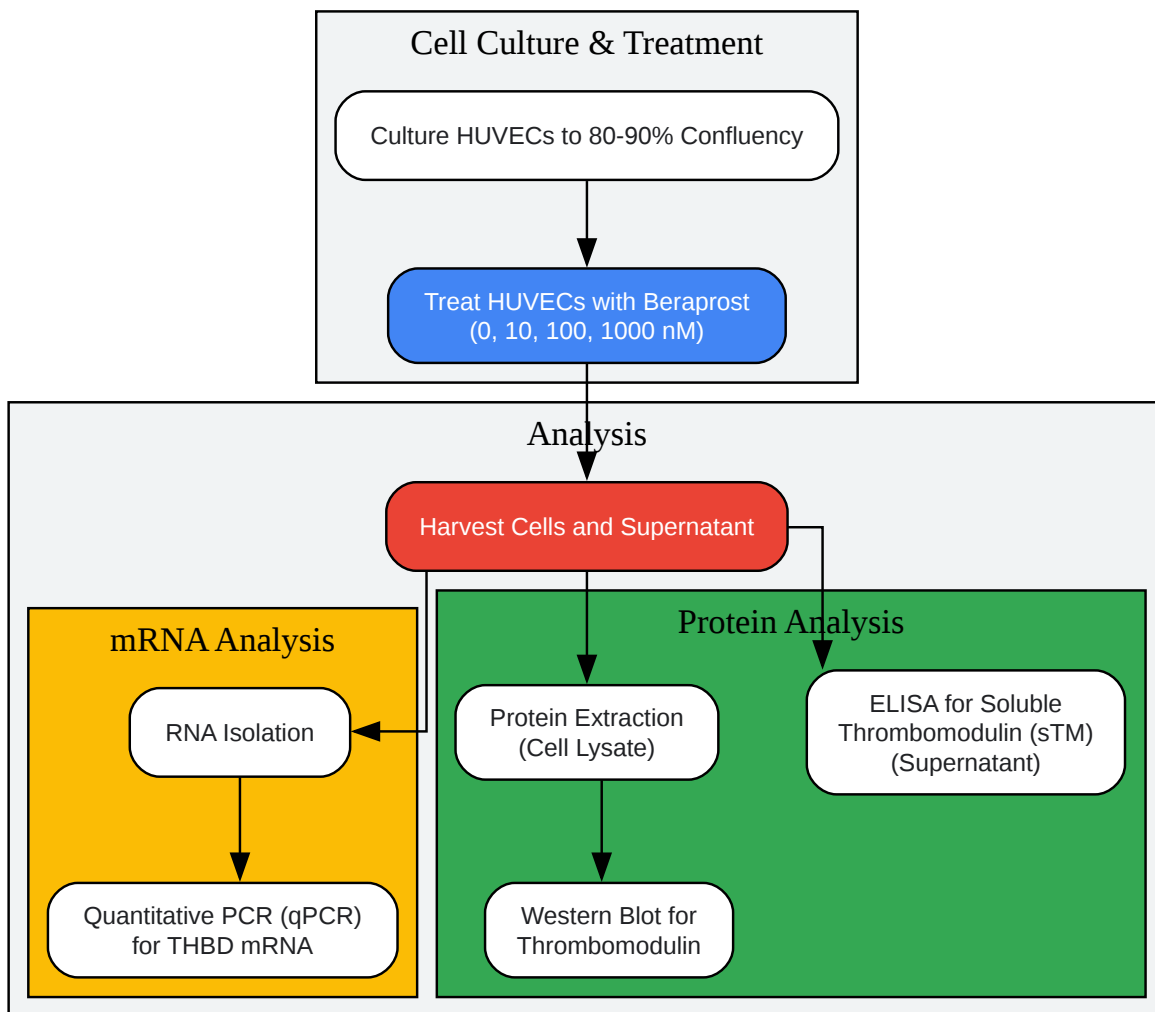 Cell Culture & Treatment
Culture HUVECs to 80-90% Confluency
Treat HUVECs with Beraprost
(0, 10, 100, 1000 nM)
Analysis
Harvest Cells and Supernatant
mRNA Analysis
RNA Isolation
Quantitative PCR (qPCR)
for THBD mRNA
Protein Analysis
Protein Extraction
(Cell Lysate)
Western Blot for
Thrombomodulin
ELISA for Soluble
Thrombomodulin (sTM)
(Supernatant)